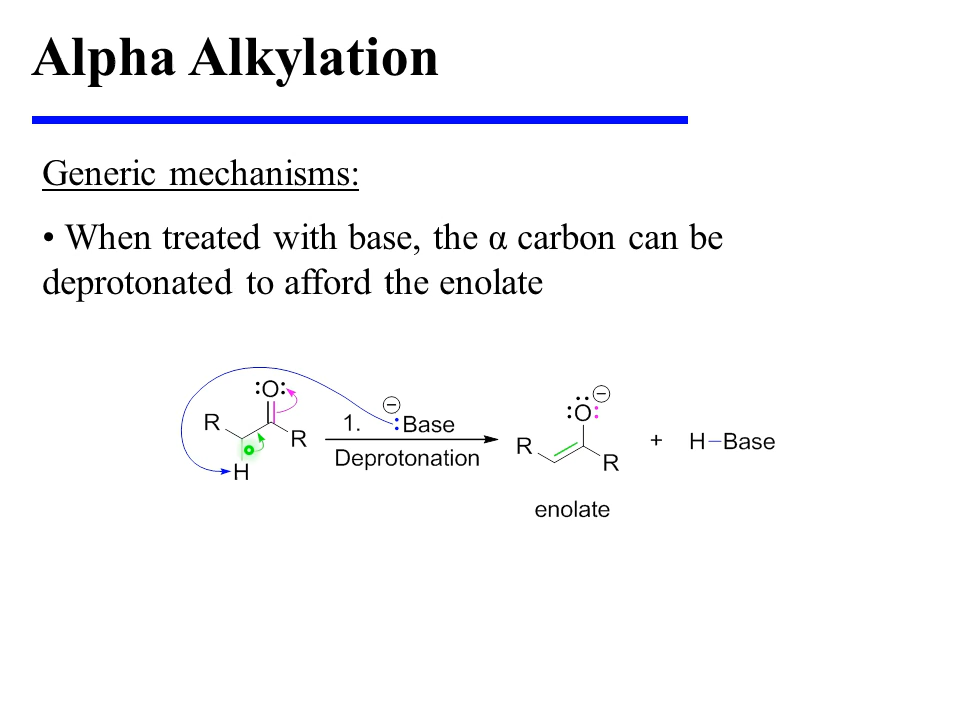 Alpha Alkylation
Generic mechanisms:
• When treated with base, the α carbon can be
deprotonated to afford the enolate
:O:
R
R
H
1.
⊖
:Base
Deprotonation
⊖
:O:
R
R
enolate
+
H–Base